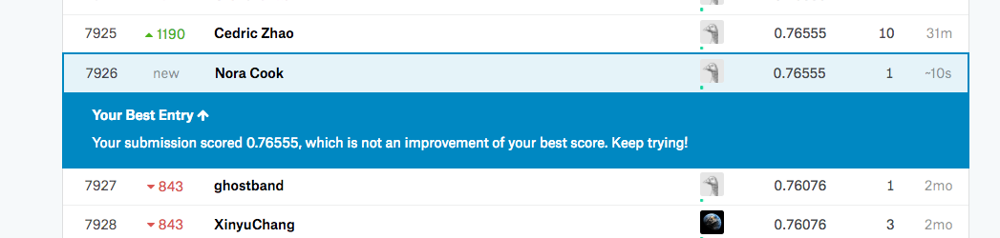 7925 1190 Cedric Zhao 0.76555 10 31m
7926 new Nora Cook 0.76555 1 ~10s
Your Best Entry ↑
Your submission scored 0.76555, which is not an improvement of your best score. Keep trying!
7927 843 ghostband 0.76076 1 2mo
7928 843 XinyuChang 0.76076 3 2mo